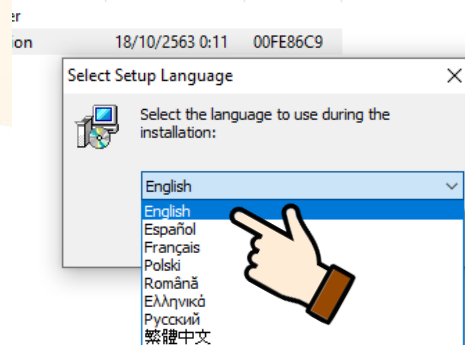 er
ion 18/10/2563 0:11 00FE86C9
Select Setup Language
Select the language to use during the
installation:
English
English
Español
Français
Polski
Română
Ελληνικά
Русский
繁體中文